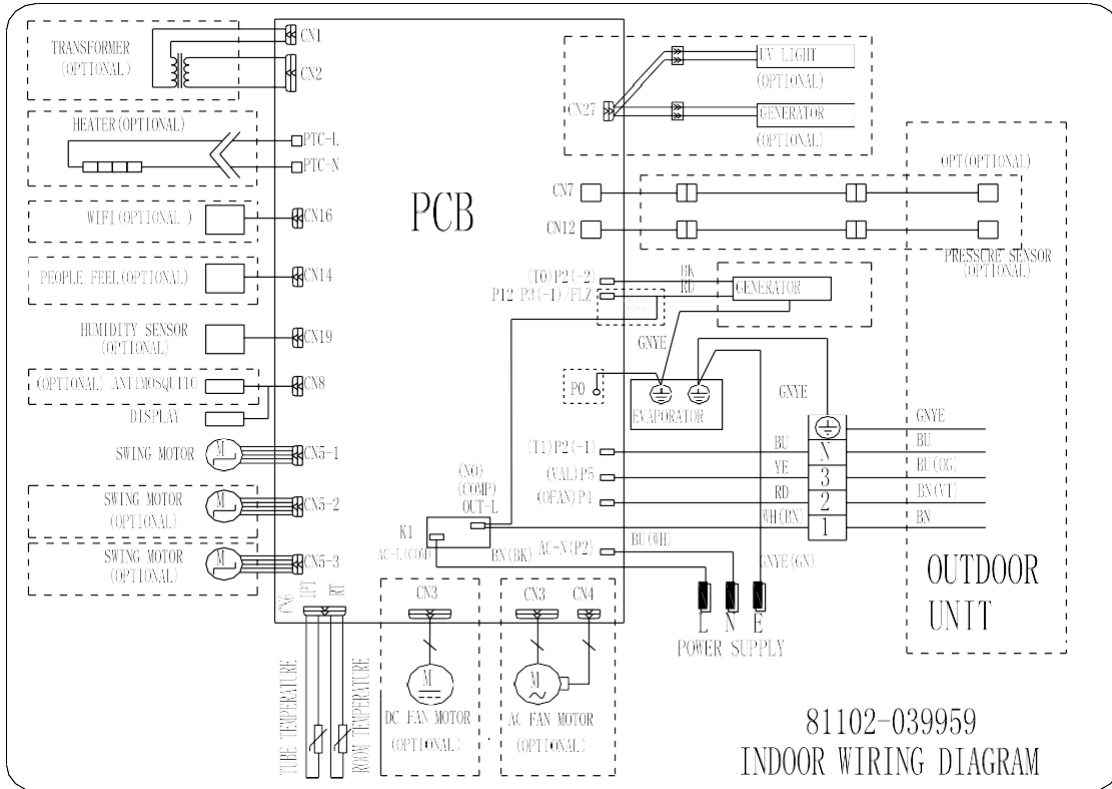 TRANSFORMER
(OPTIONAL)
CN1
CN2
HEATER(OPTIONAL)
PTC-L
PTC-N
WIFI(OPTIONAL )
CN16
PEOPLE FEEL(OPTIONAL)
CN14
HUMIDITY SENSOR
(OPTIONAL)
CN19
(OPTIONAL) ANTIMOSQUITO
CN8
DISPLAY
SWING MOTOR
M
CN5-1
SWING MOTOR
(OPTIONAL)
M
CN5-2
SWING MOTOR
(OPTIONAL)
M
CN5-3
PCB
CN27
UV LIGHT
(OPTIONAL)
GENERATOR
(OPTIONAL)
OPT(OPTIONAL)
CN7
CN12
PRESSURE SENSOR
(OPTIONAL)
(T0)P2(-2)
BK
P12/P3(-1)/FLZ
RD
GENERATOR
GNYE
P0
EVAPORATOR
GNYE
GNYE
(T1)P2(-1)
BU
N
BU
(VAL)P5
YE
3
BU(OG)
(OFAN)P4
RD
2
BN(VT)
WH(BN)
1
BN
(NO)
(COMP)
OUT-L
K1
AC-L(COM)
BN(BK)
AC-N(P2)
BU(WH)
GNYE(GN)
L N E
POWER SUPPLY
OUTDOOR
UNIT
CN6
IPT
RT
TUBE TEMPERATURE
ROOM TEMPERATURE
CN3
M
DC FAN MOTOR
(OPTIONAL)
CN3
CN4
M
AC FAN MOTOR
(OPTIONAL)
81102-039959
INDOOR WIRING DIAGRAM